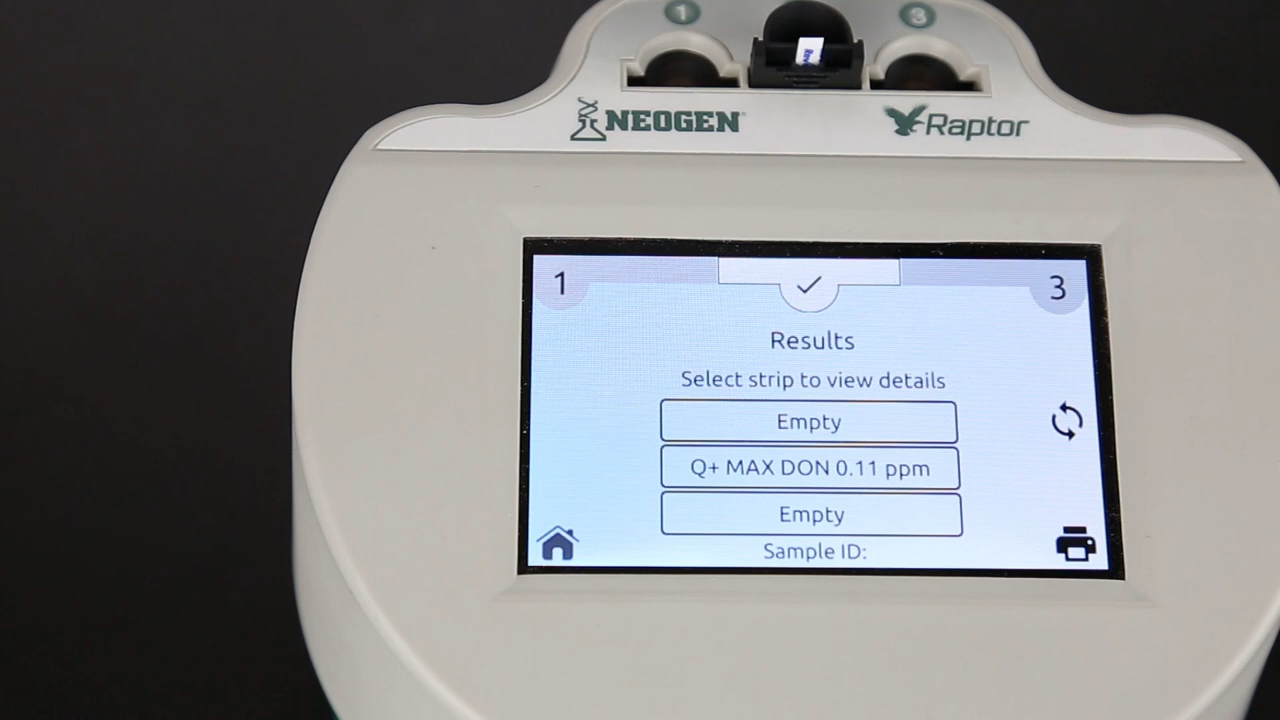 1
3
NEOGEN
Raptor
1
3
Results
Select strip to view details
Empty
Q+ MAX DON 0.11 ppm
Empty
Sample ID: